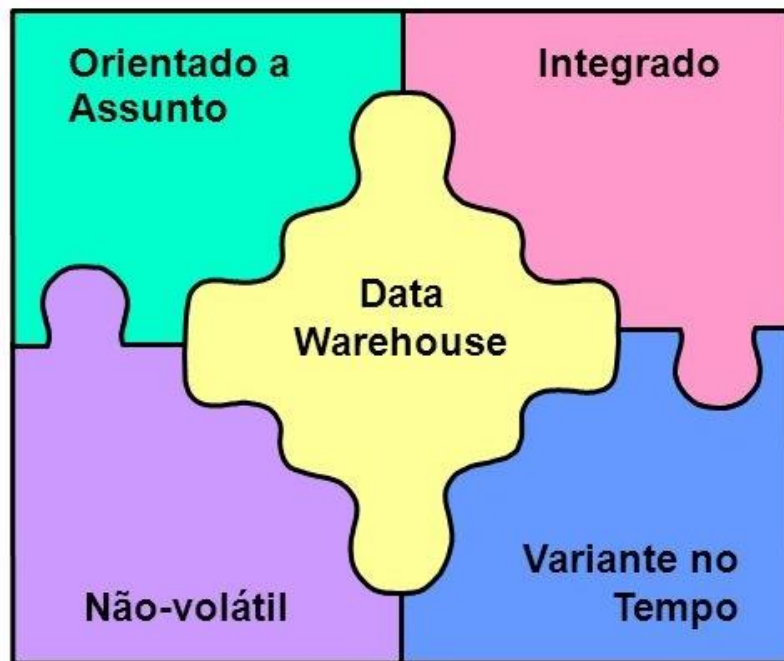 Orientado a
Assunto
Integrado
Data
Warehouse
Não-volátil
Variante no
Tempo